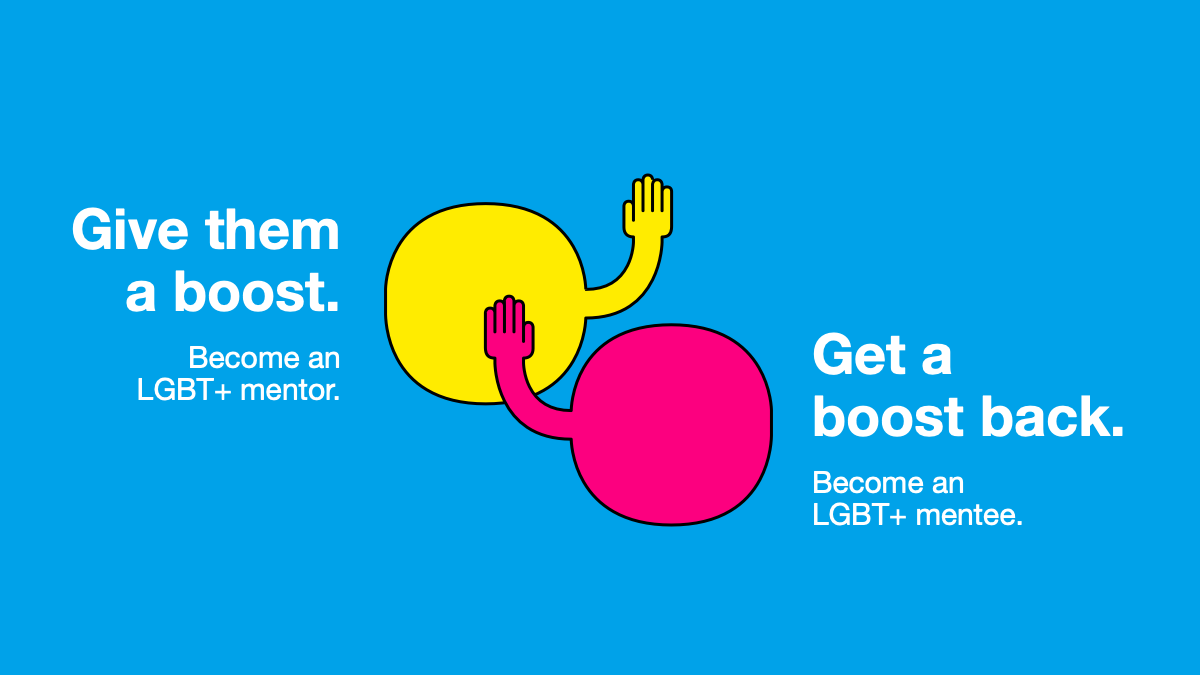 Give them
a boost.
Become an
LGBT+ mentor.
Get a
boost back.
Become an
LGBT+ mentee.